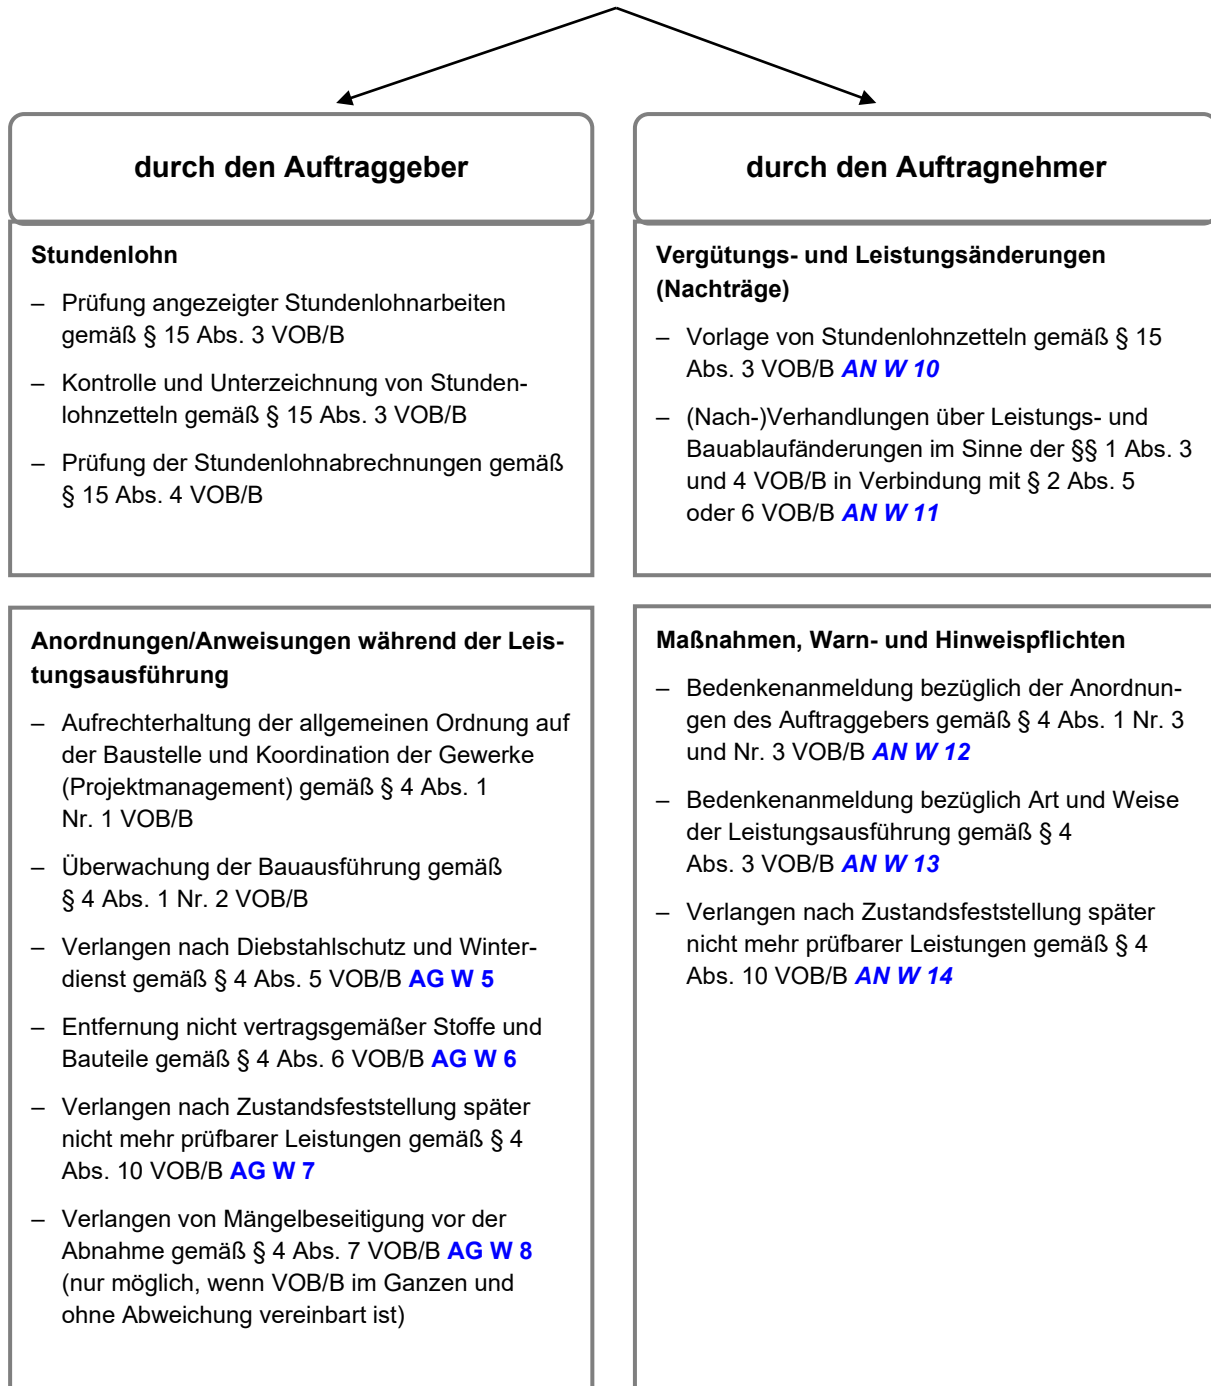 durch den Auftraggeber
Stundenlohn
– Prüfung angezeigter Stundenlohnarbeiten
gemäß § 15 Abs. 3 VOB/B
– Kontrolle und Unterzeichnung von Stunden-
lohnzetteln gemäß § 15 Abs. 3 VOB/B
– Prüfung der Stundenlohnabrechnungen gemäß
§ 15 Abs. 4 VOB/B
Anordnungen/Anweisungen während der Leis-
tungsausführung
– Aufrechterhaltung der allgemeinen Ordnung auf
der Baustelle und Koordination der Gewerke
(Projektmanagement) gemäß § 4 Abs. 1
Nr. 1 VOB/B
– Überwachung der Bauausführung gemäß
§ 4 Abs. 1 Nr. 2 VOB/B
– Verlangen nach Diebstahlschutz und Winter-
dienst gemäß § 4 Abs. 5 VOB/B AG W 5
– Entfernung nicht vertragsgemäßer Stoffe und
Bauteile gemäß § 4 Abs. 6 VOB/B AG W 6
– Verlangen nach Zustandsfeststellung später
nicht mehr prüfbarer Leistungen gemäß § 4
Abs. 10 VOB/B AG W 7
– Verlangen von Mängelbeseitigung vor der
Abnahme gemäß § 4 Abs. 7 VOB/B AG W 8
(nur möglich, wenn VOB/B im Ganzen und
ohne Abweichung vereinbart ist)
durch den Auftragnehmer
Vergütungs- und Leistungsänderungen
(Nachträge)
– Vorlage von Stundenlohnzetteln gemäß § 15
Abs. 3 VOB/B AN W 10
– (Nach-)Verhandlungen über Leistungs- und
Bauablaufänderungen im Sinne der §§ 1 Abs. 3
und 4 VOB/B in Verbindung mit § 2 Abs. 5
oder 6 VOB/B AN W 11
Maßnahmen, Warn- und Hinweispflichten
– Bedenkenanmeldung bezüglich der Anordnun-
gen des Auftraggebers gemäß § 4 Abs. 1 Nr. 3
und Nr. 3 VOB/B AN W 12
– Bedenkenanmeldung bezüglich Art und Weise
der Leistungsausführung gemäß § 4
Abs. 3 VOB/B AN W 13
– Verlangen nach Zustandsfeststellung später
nicht mehr prüfbarer Leistungen gemäß § 4
Abs. 10 VOB/B AN W 14